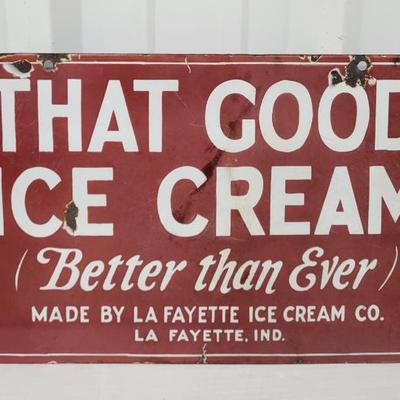 THAT GOOD
ICE CREAM
(Better than Ever)
MADE BY LA FAYETTE ICE CREAM CO.
LA FAYETTE, IND.